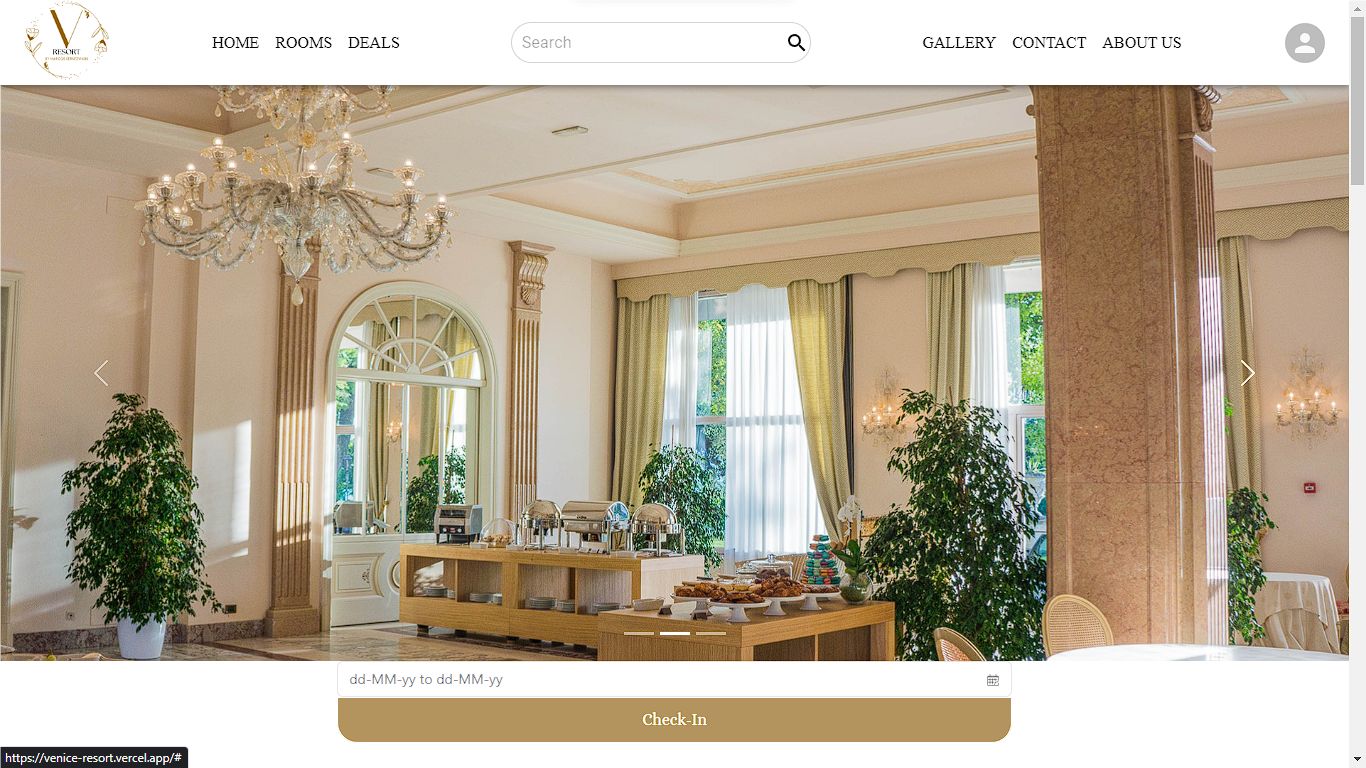 V
RESORT
HOME ROOMS DEALS
Search
GALLERY CONTACT ABOUT US
dd-MM-yy to dd-MM-yy
Check-In
https://venice-resort.vercel.app/#